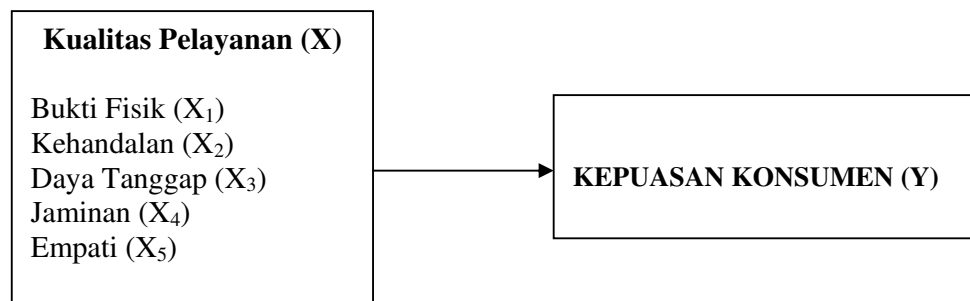 Kualitas Pelayanan (X)
Bukti Fisik (X₁)
Kehandalan (X₂)
Daya Tanggap (X₃)
Jaminan (X₄)
Empati (X₅)
KEPUASAN KONSUMEN (Y)